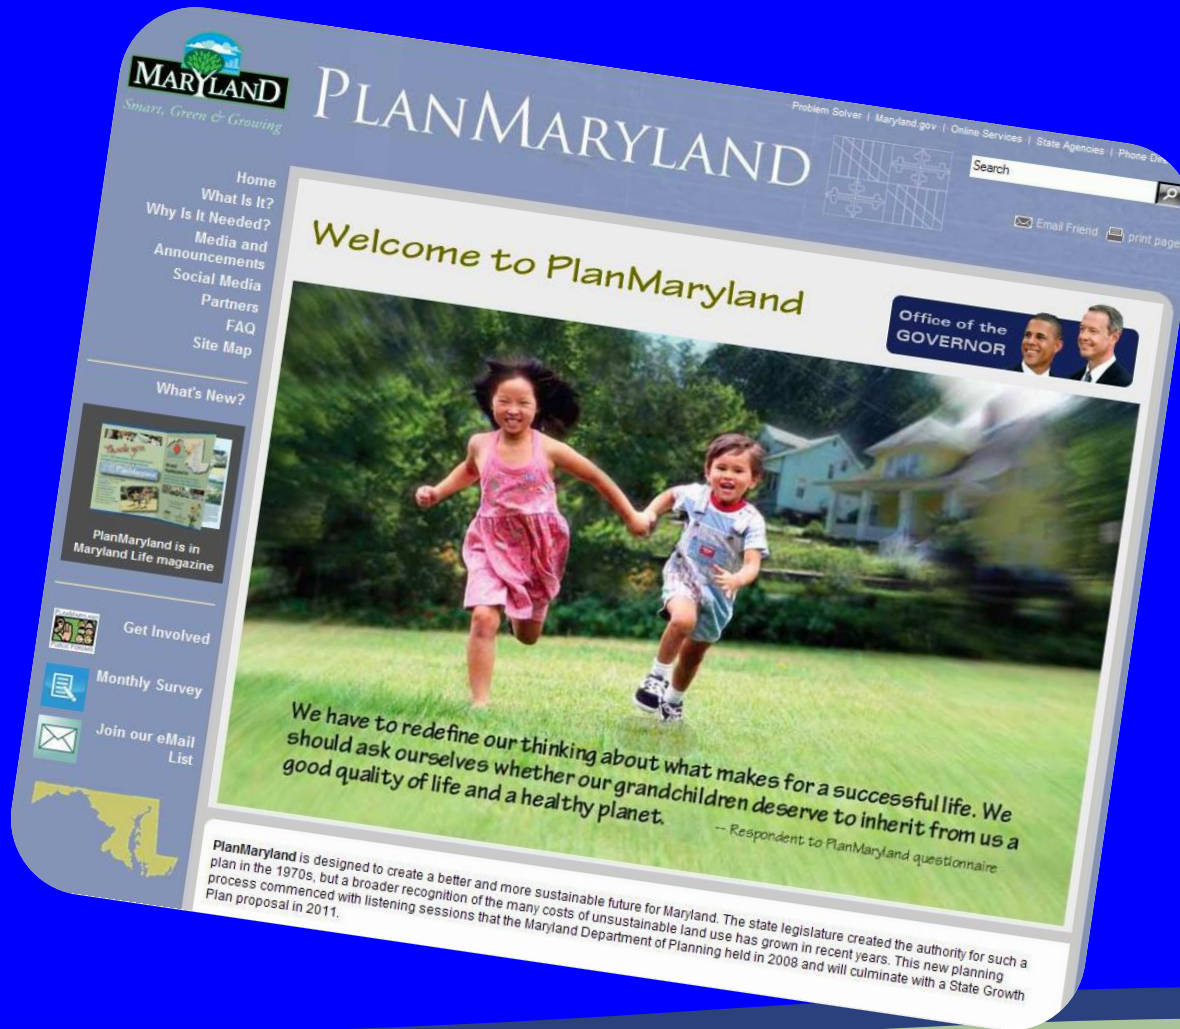 MARYLAND
Smart, Green & Growing
PLANMARYLAND
Problem Solver | Maryland.gov | Online Services | State Agencies | Phone
Search
Email Friend print page
Home
What Is It?
Why Is It Needed?
Media and
Announcements
Social Media
Partners
FAQ
Site Map
What's New?
Thank you
PlanMaryland is in
Maryland Life magazine
Get Involved
Monthly Survey
Join our eMail
List
Welcome to PlanMaryland
Office of the
GOVERNOR
We have to redefine our thinking about what makes for a successful life. We
should ask ourselves whether our grandchildren deserve to inherit from us a
good quality of life and a healthy planet.
-- Respondent to PlanMaryland questionnaire
PlanMaryland is designed to create a better and more sustainable future for Maryland. The state legislature created the authority for such a
plan in the 1970s, but a broader recognition of the many costs of unsustainable land use has grown in recent years. This new planning
process commenced with listening sessions that the Maryland Department of Planning held in 2008 and will culminate with a State Growth
Plan proposal in 2011.